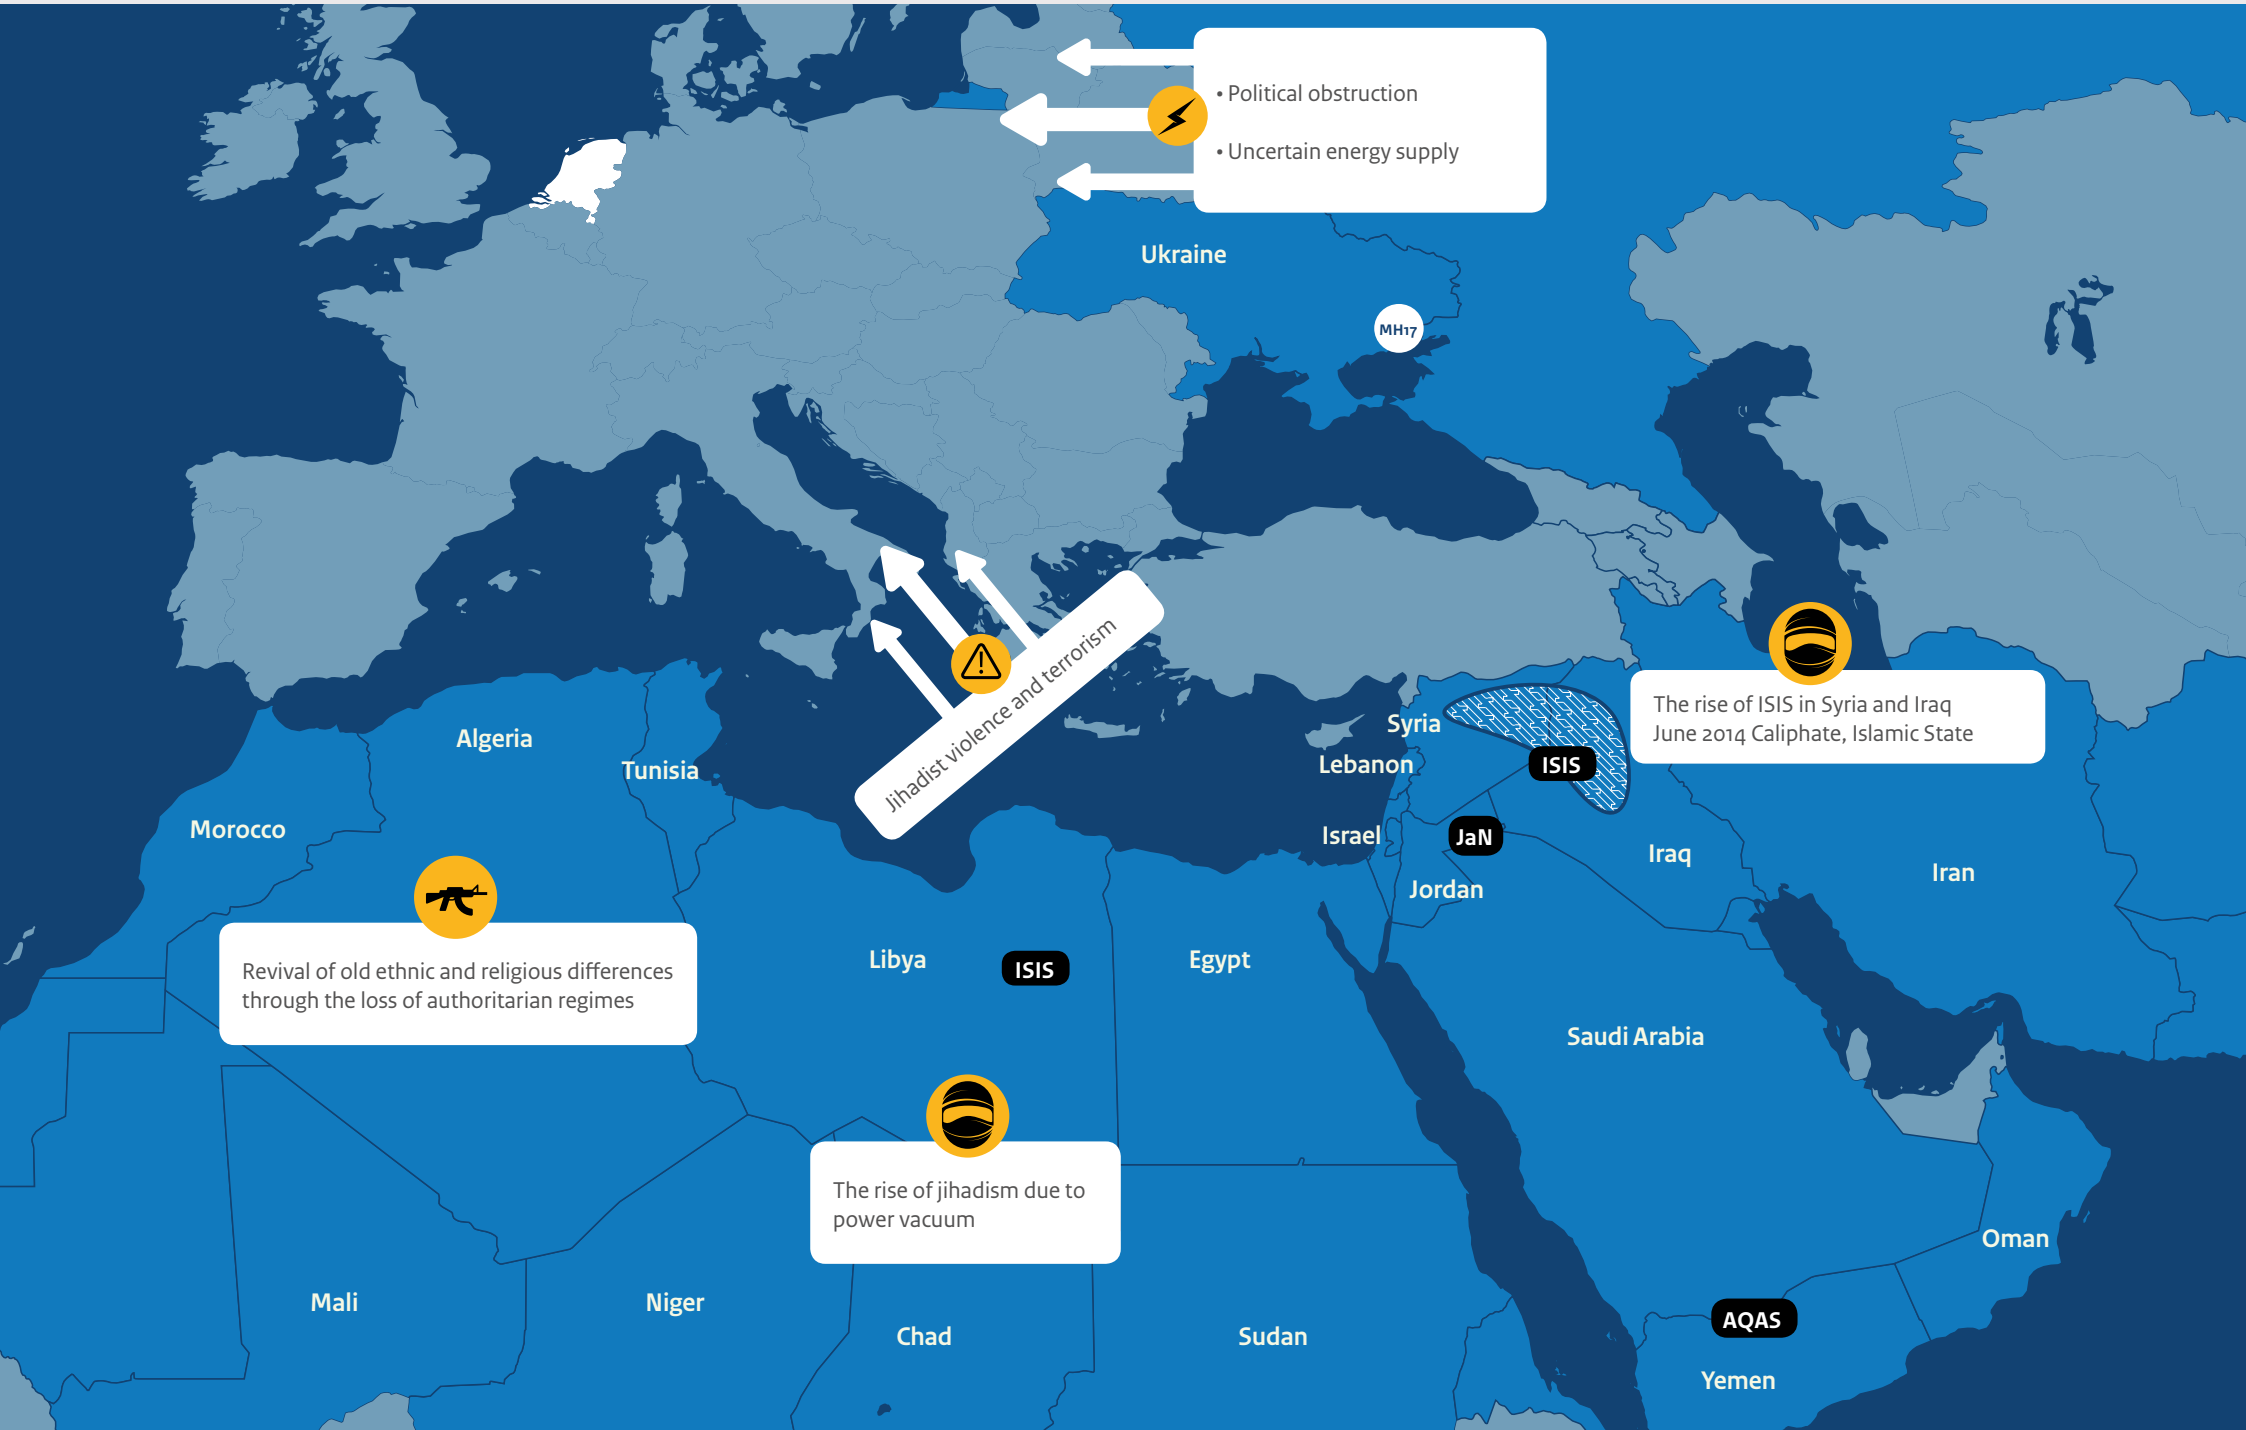 • Political obstruction
• Uncertain energy supply
Ukraine
MH17
Jihadist violence and terrorism
The rise of ISIS in Syria and Iraq
June 2014 Caliphate, Islamic State
Syria
Algeria
Tunisia
Lebanon
ISIS
Morocco
Israel
JaN
Iraq
Iran
Jordan
Libya
ISIS
Egypt
Revival of old ethnic and religious differences
through the loss of authoritarian regimes
Saudi Arabia
The rise of jihadism due to
power vacuum
Oman
Mali
Niger
Chad
Sudan
AQAS
Yemen